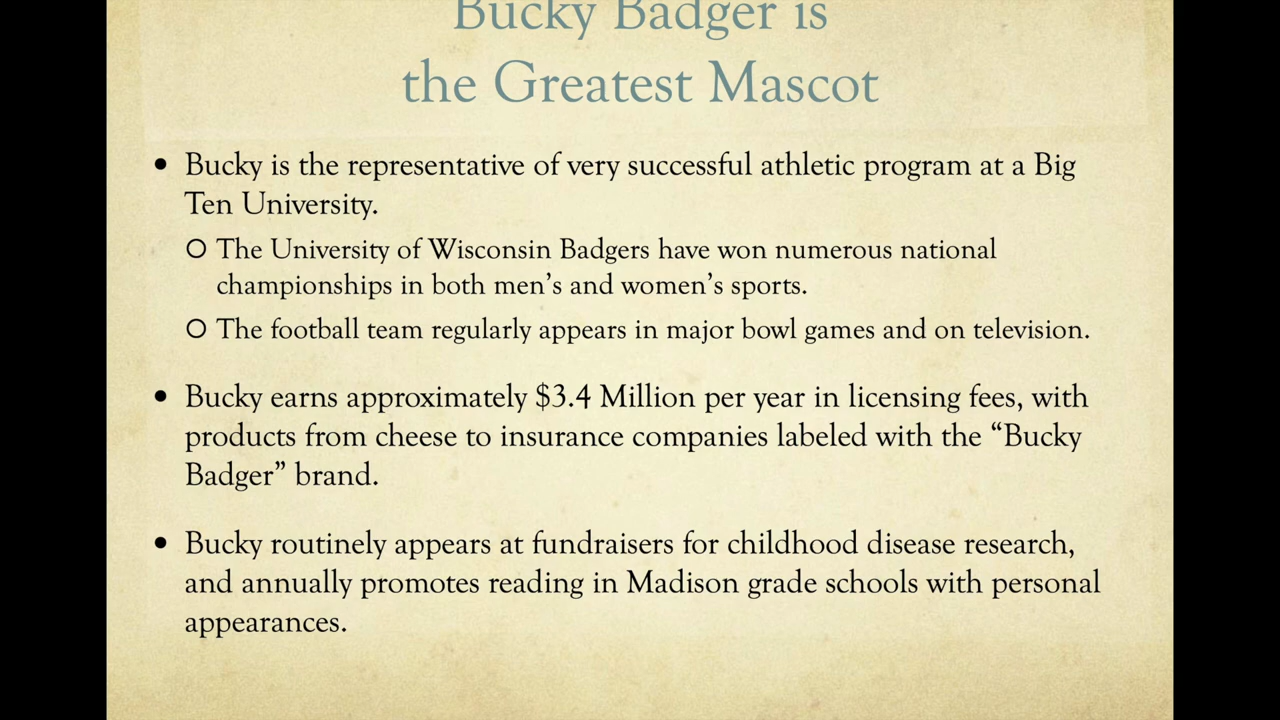 Bucky Badger is
the Greatest Mascot
• Bucky is the representative of very successful athletic program at a Big
Ten University.
○ The University of Wisconsin Badgers have won numerous national
championships in both men’s and women’s sports.
○ The football team regularly appears in major bowl games and on television.
• Bucky earns approximately $3.4 Million per year in licensing fees, with
products from cheese to insurance companies labeled with the “Bucky
Badger” brand.
• Bucky routinely appears at fundraisers for childhood disease research,
and annually promotes reading in Madison grade schools with personal
appearances.